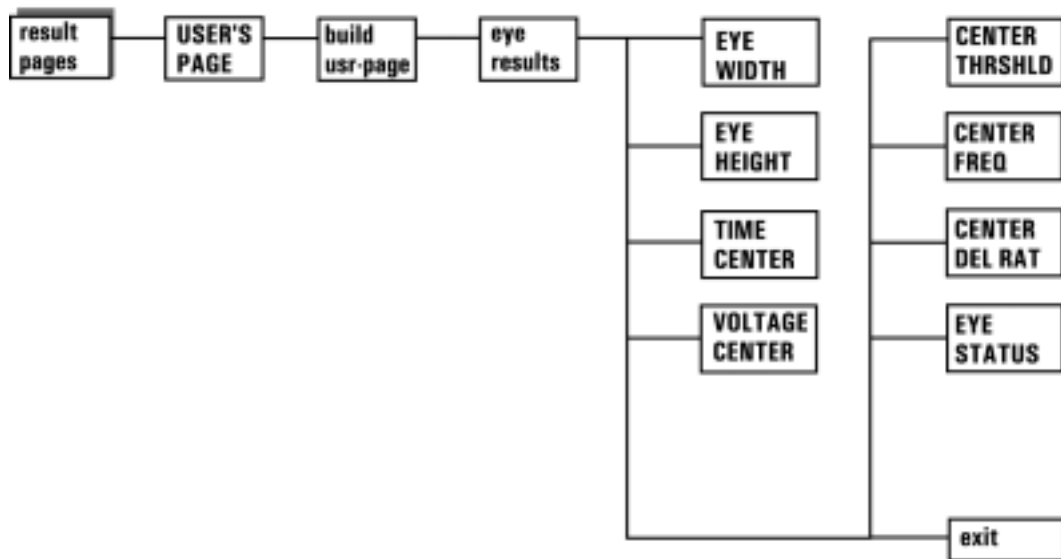 result
pages
USER'S
PAGE
build
usr-page
eye
results
EYE
WIDTH
EYE
HEIGHT
TIME
CENTER
VOLTAGE
CENTER
CENTER
THRSHLD
CENTER
FREQ
CENTER
DEL RAT
EYE
STATUS
exit